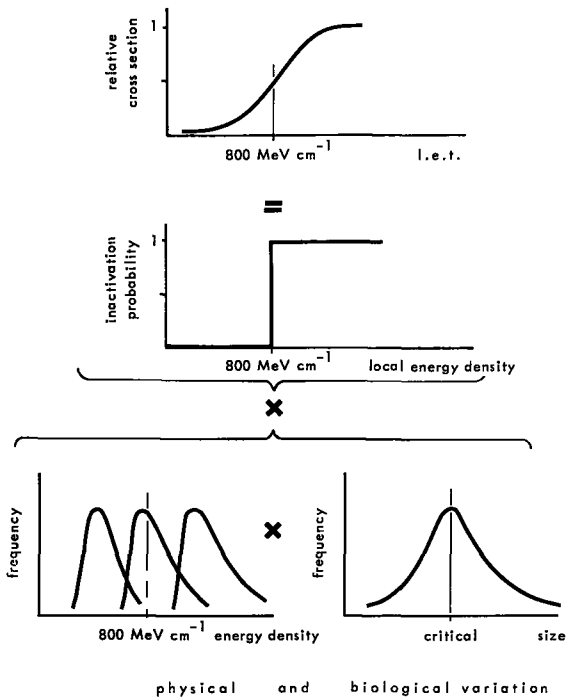 relative
cross section
1
800 MeV cm⁻¹ l.e.t.
=
inactivation
probability
1
800 MeV cm⁻¹ local energy density
×
frequency
800 MeV cm⁻¹ energy density
×
frequency
critical size
physical and biological variation